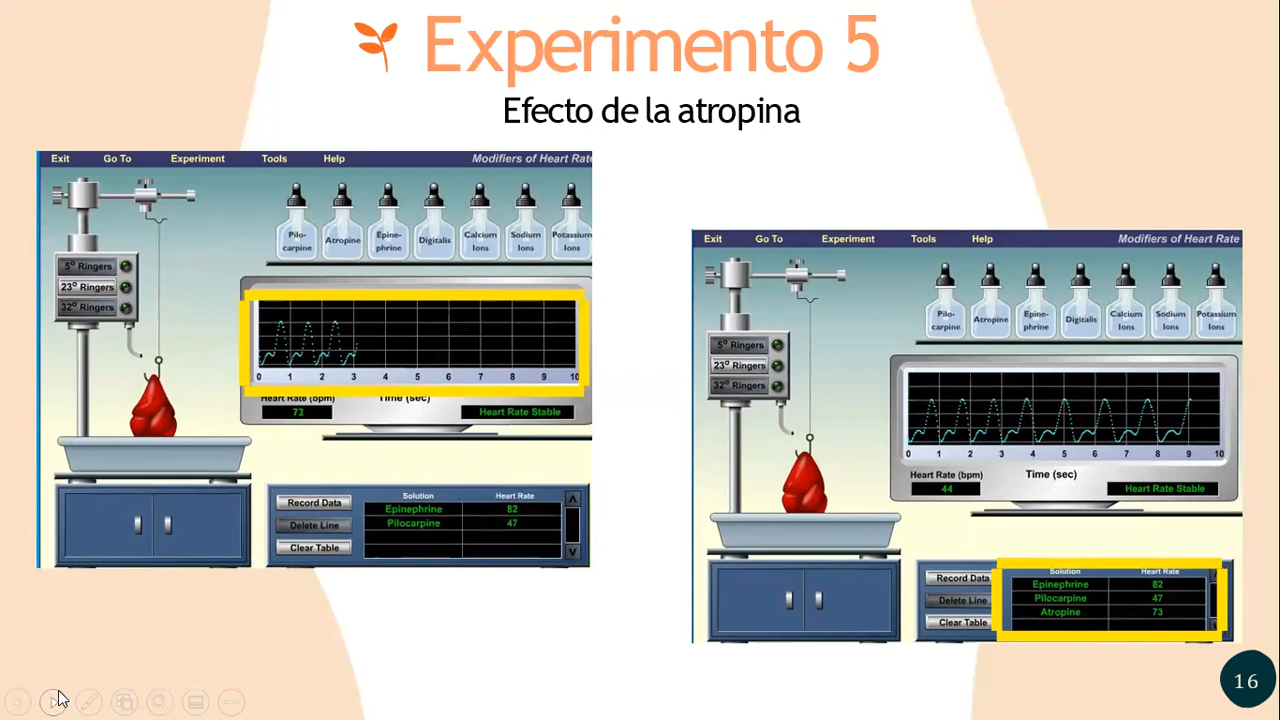 Experimento 5
Efecto de la atropina
Exit Go To Experiment Tools Help Modifiers of Heart Rate
Pilo-carpine Atropine Epine-phrine Digitalis Calcium Ions Sodium Ions Potassium Ions
5° Ringers
23° Ringers
32° Ringers
0 1 2 3 4 5 6 7 8 9 10
Heart Rate (bpm) Time (sec)
72 Heart Rate Stable
Record Data
Delete Line
Clear Table
Solution Heart Rate
Epinephrine 82
Pilocarpine 47
Exit Go To Experiment Tools Help Modifiers of Heart Rate
Pilo-carpine Atropine Epine-phrine Digitalis Calcium Ions Sodium Ions Potassium Ions
5° Ringers
23° Ringers
32° Ringers
0 1 2 3 4 5 6 7 8 9 10
Heart Rate (bpm) Time (sec)
44 Heart Rate Stable
Record Data
Delete Line
Clear Table
Solution Heart Rate
Epinephrine 82
Pilocarpine 47
Atropine 73
16